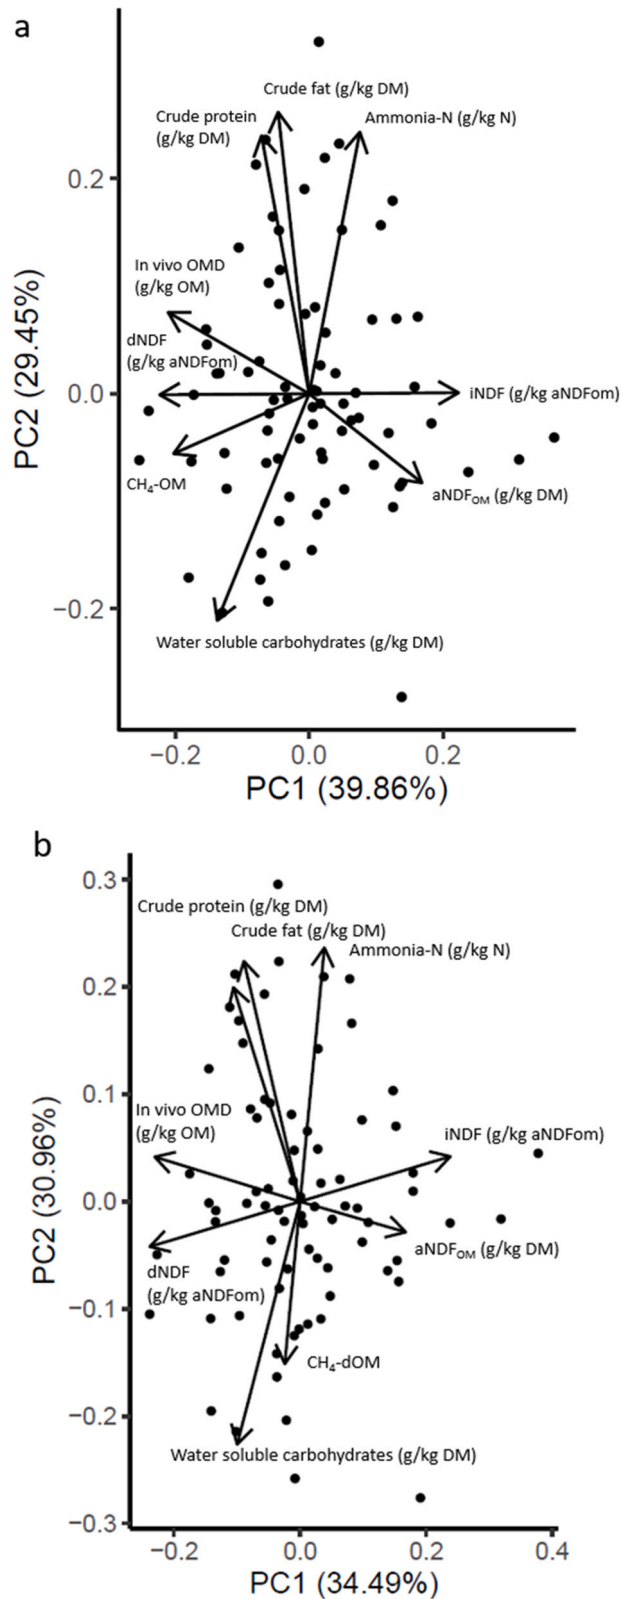 a
Crude fat (g/kg DM)
Crude protein
(g/kg DM)
Ammonia-N (g/kg N)
0.2
In vivo OMD
(g/kg OM)
dNDF
(g/kg aNDFom)
0.0
iNDF (g/kg aNDFom)
CH₄-OM
aNDFOM (g/kg DM)
−0.2
Water soluble carbohydrates (g/kg DM)
PC2 (29.45%)
−0.2 0.0 0.2
PC1 (39.86%)
b
0.3
Crude protein (g/kg DM)
Crude fat (g/kg DM)
Ammonia-N (g/kg N)
0.2
0.1
In vivo OMD
(g/kg OM)
iNDF (g/kg aNDFom)
0.0
aNDFOM (g/kg DM)
dNDF
(g/kg aNDFom)
−0.1
CH₄-dOM
−0.2
Water soluble carbohydrates (g/kg DM)
−0.3
PC2 (30.96%)
−0.2 0.0 0.2 0.4
PC1 (34.49%)